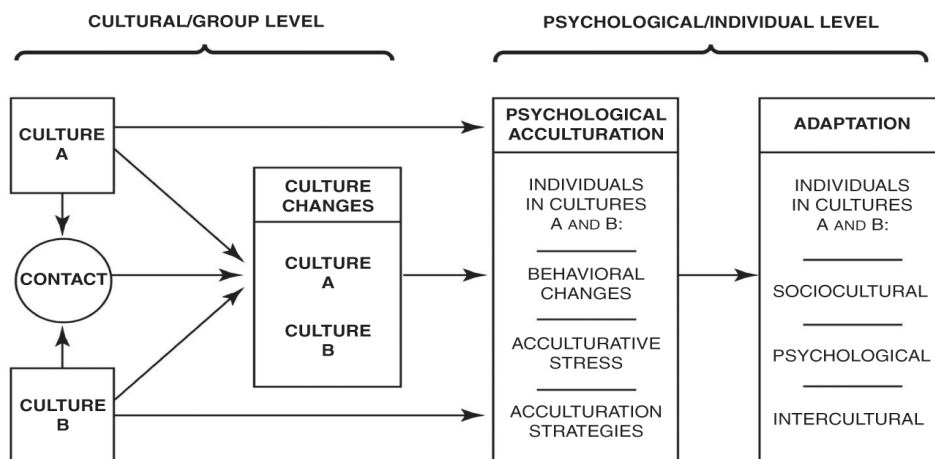 CULTURAL/GROUP LEVEL
PSYCHOLOGICAL/INDIVIDUAL LEVEL
CULTURE
A
CONTACT
CULTURE
B
CULTURE
CHANGES
CULTURE
A
CULTURE
B
PSYCHOLOGICAL
ACCULTURATION
INDIVIDUALS
IN CULTURES
A AND B:
BEHAVIORAL
CHANGES
ACCULTURATIVE
STRESS
ACCULTURATION
STRATEGIES
ADAPTATION
INDIVIDUALS
IN CULTURES
A AND B:
SOCIOCULTURAL
PSYCHOLOGICAL
INTERCULTURAL